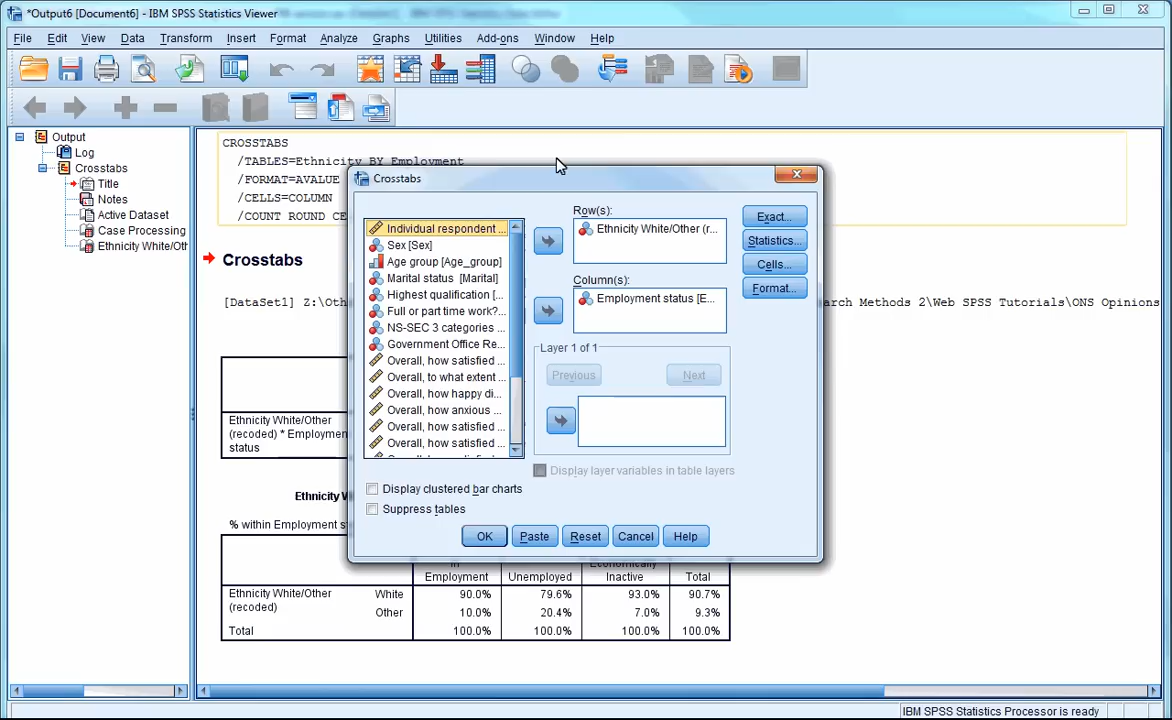 *Output6 [Document6] - IBM SPSS Statistics Viewer
File Edit View Data Transform Insert Format Analyze Graphs Utilities Add-ons Window Help
Output
Log
Crosstabs
Title
Notes
Active Dataset
Case Processing
Ethnicity White/Oth
CROSSTABS
/TABLES=Ethnicity BY Employment
/FORMAT=AVALUE
/CELLS=COLUMN
/COUNT ROUND CE
Crosstabs
[DataSet1] Z:\Oth
arch Methods 2\Web SPSS Tutorials\ONS Opinions
Ethnicity White/Other
(recoded) * Employmen
status
Ethnicity W
% within Employment s
Employment Unemployed Economically Inactive Total
Ethnicity White/Other (recoded) White 90.0% 79.6% 93.0% 90.7%
Other 10.0% 20.4% 7.0% 9.3%
Total 100.0% 100.0% 100.0% 100.0%
Crosstabs
Individual respondent ...
Sex [Sex]
Age group [Age_group]
Marital status [Marital]
Highest qualification [...
Full or part time work?...
NS-SEC 3 categories ...
Government Office Re...
Overall, how satisfied ...
Overall, to what extent ...
Overall, how happy di...
Overall, how anxious ...
Overall, how satisfied ...
Overall, how satisfied ...
Row(s):
Ethnicity White/Other (r...
Column(s):
Employment status [E...
Layer 1 of 1
Previous Next
Display layer variables in table layers
Exact...
Statistics...
Cells...
Format...
Display clustered bar charts
Suppress tables
OK Paste Reset Cancel Help
IBM SPSS Statistics Processor is ready